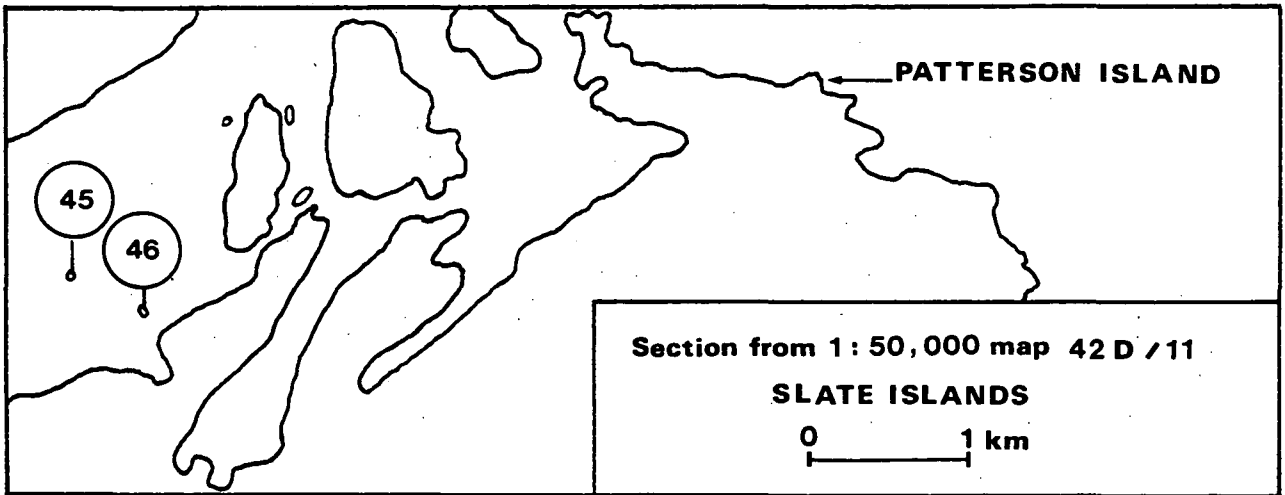 PATTERSON ISLAND
45
46
Section from 1 : 50,000 map 42 D / 11
SLATE ISLANDS
0 1 km